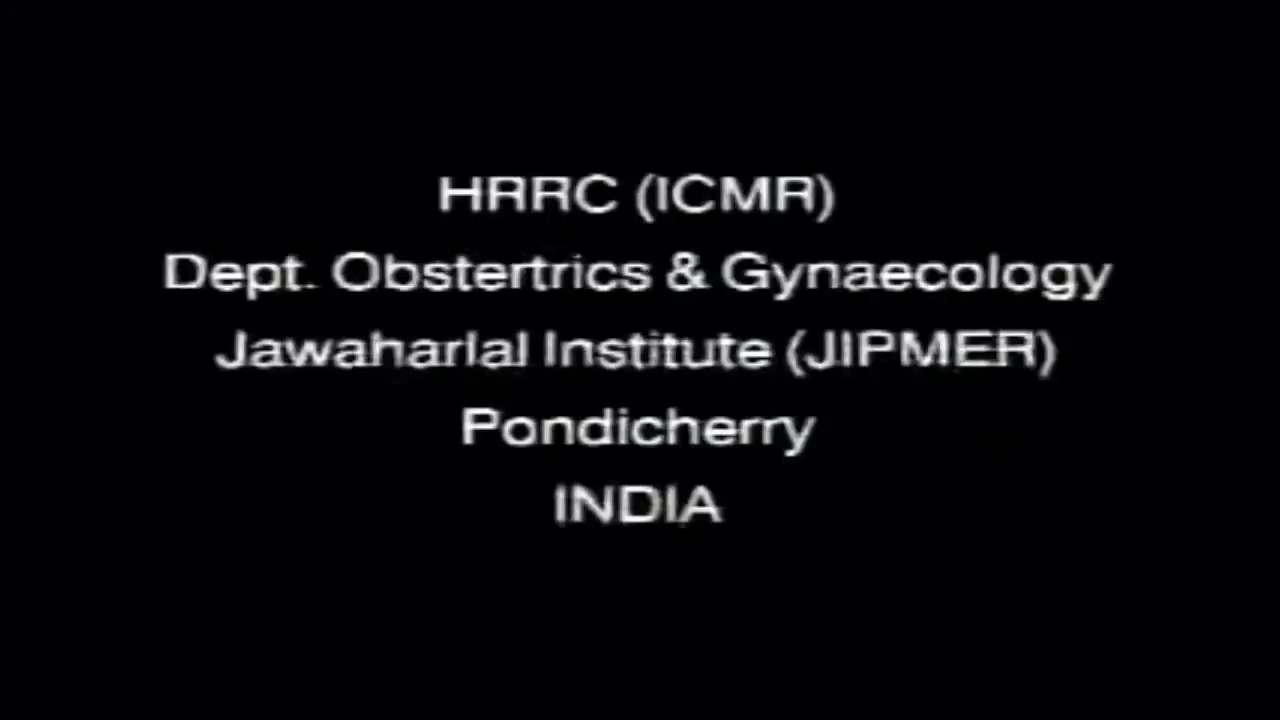 HRRC (ICMR)
Dept. Obstertrics & Gynaecology
Jawaharlal Institute (JIPMER)
Pondicherry
INDIA